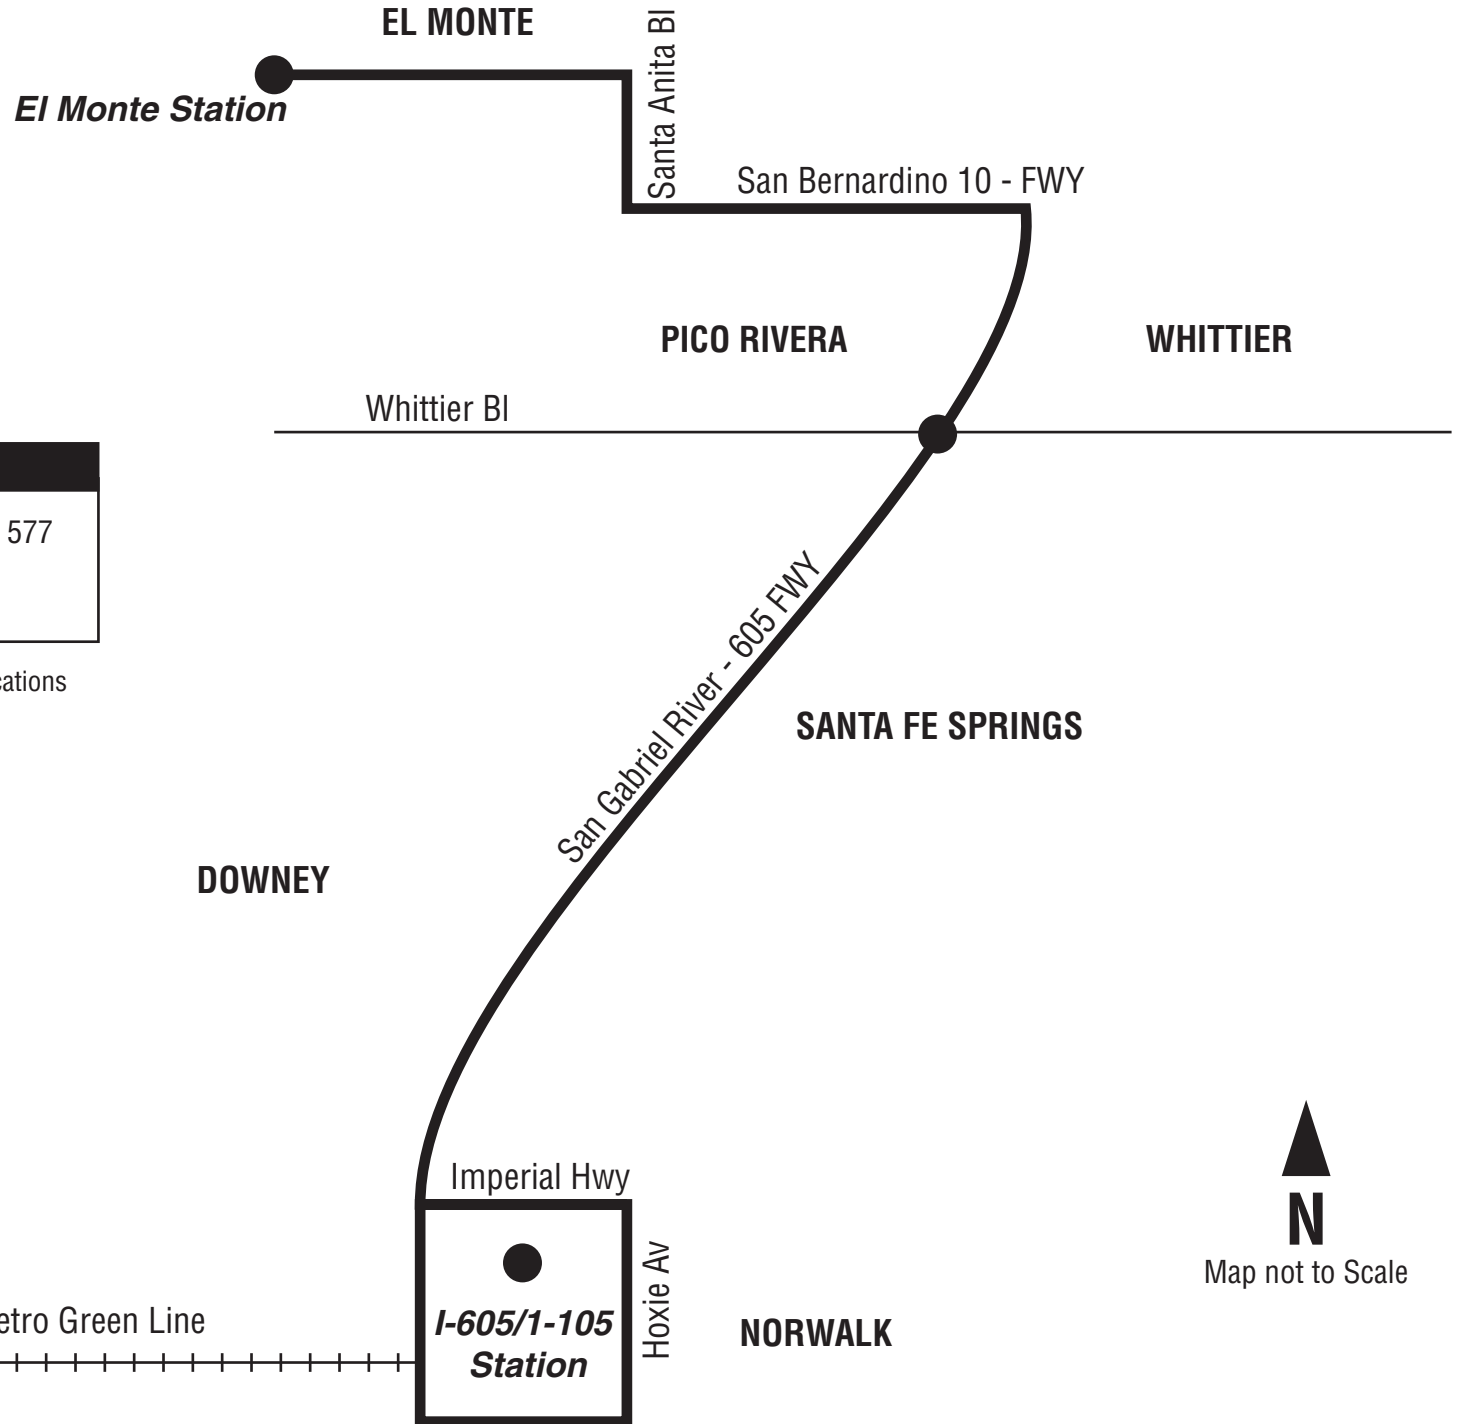 EL MONTE
Santa Anita Bl
El Monte Station
San Bernardino 10 - FWY
PICO RIVERA
WHITTIER
Whittier Bl
577
San Gabriel River - 605 FWY
SANTA FE SPRINGS
DOWNEY
Imperial Hwy
Hoxie Av
I-605/1-105
Station
Green Line
NORWALK
N
Map not to Scale